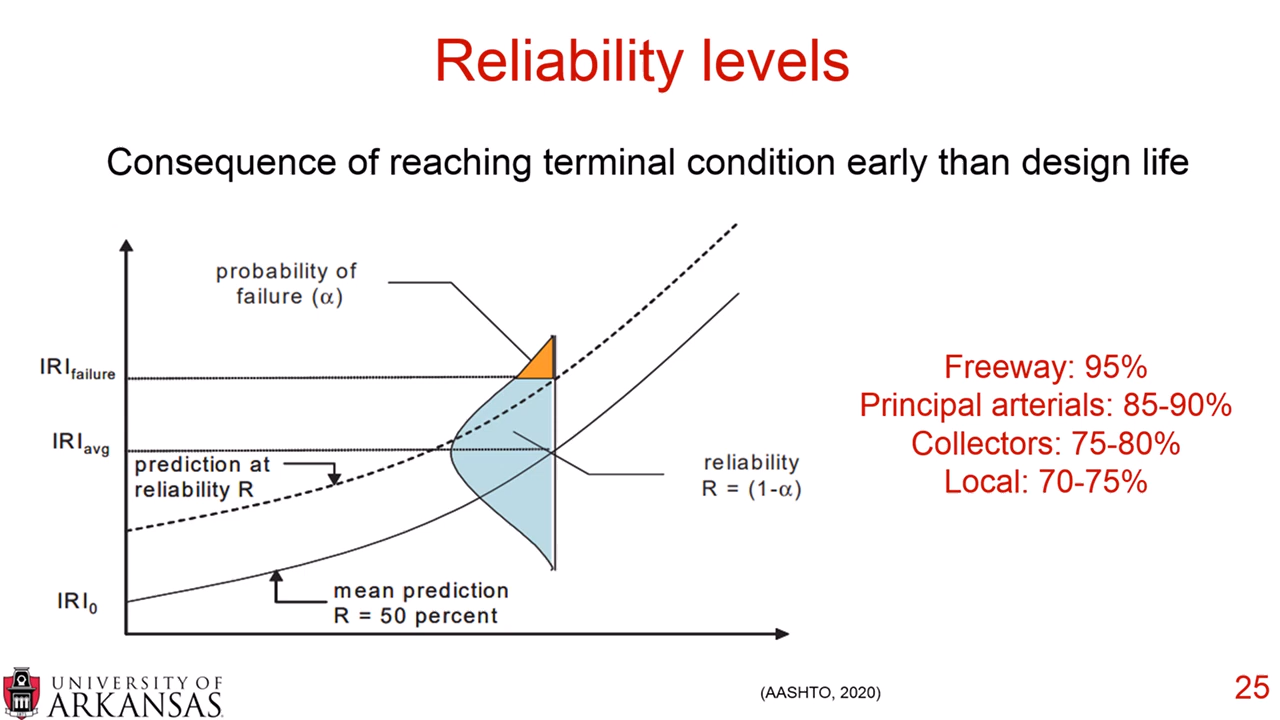 Reliability levels
Consequence of reaching terminal condition early than design life
probability of
failure (α)
IRIfailure
IRIavg
prediction at
reliability R
reliability
R = (1-α)
IRI0
mean prediction
R = 50 percent
Freeway: 95%
Principal arterials: 85-90%
Collectors: 75-80%
Local: 70-75%
UNIVERSITY OF
ARKANSAS
(AASHTO, 2020)
25